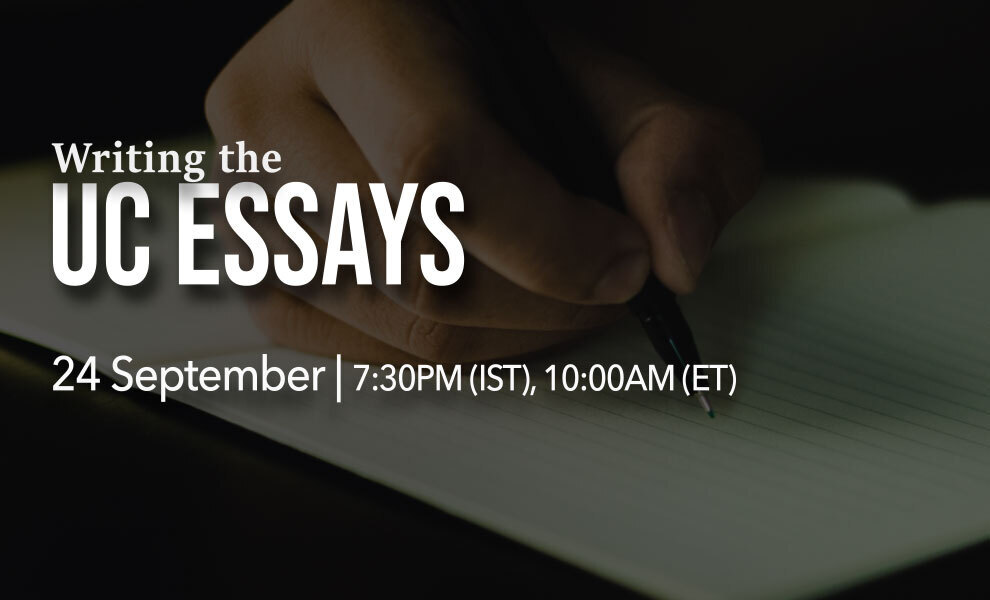 Writing the
UC ESSAYS
24 September | 7:30PM (IST), 10:00AM (ET)